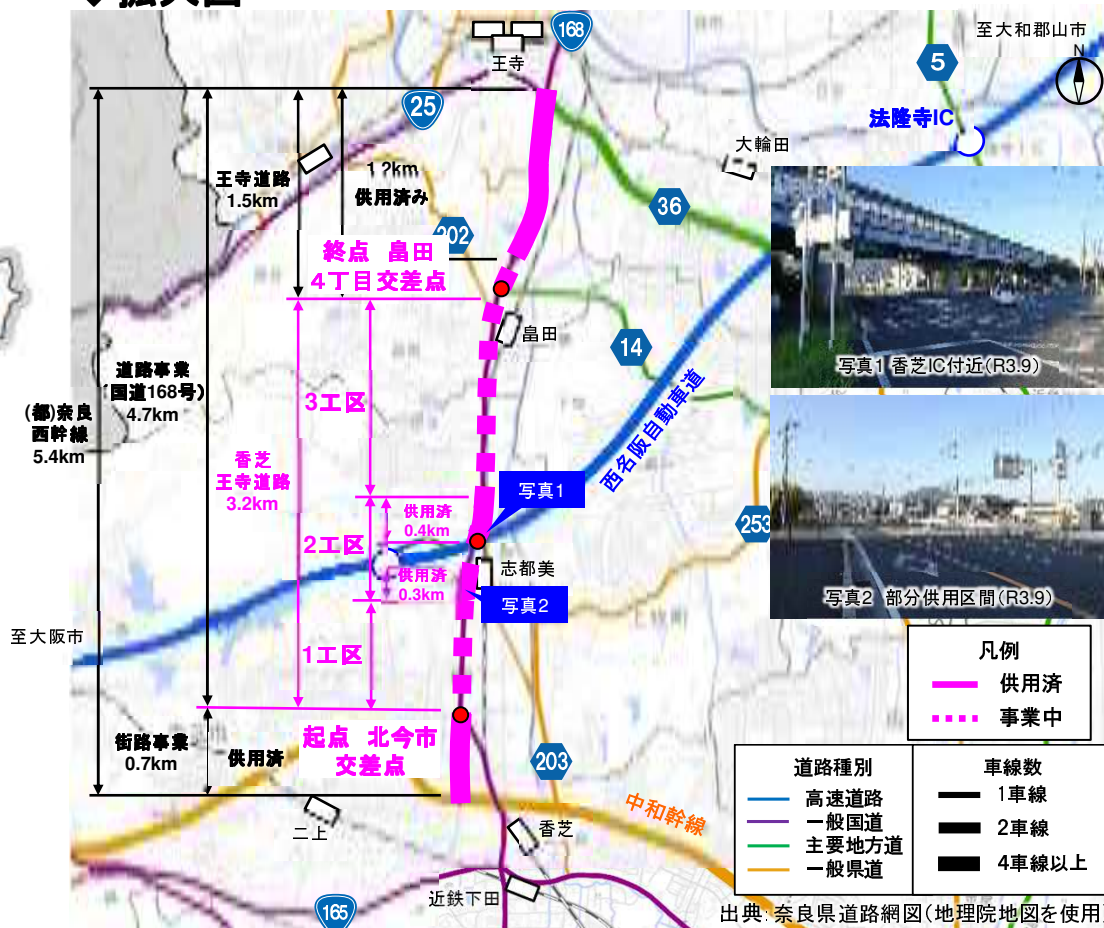 168
王寺
至大和郡山市
N
5
25
法隆寺IC
大輪田
王寺道路
1.5km
1.2km
供用済み
36
202
終点 畠田
4丁目交差点
畠田
14
写真1 香芝IC付近(R3.9)
道路事業
(国道168号)
4.7km
(都)奈良
西幹線
5.4km
3工区
西名阪自動車道
香芝
王寺道路
3.2km
写真1
供用済
0.4km
2工区
253
供用済
0.3km
志都美
写真2
写真2 部分供用区間(R3.9)
至大阪市
1工区
凡例
供用済
事業中
街路事業
0.7km
供用済
起点 北今市
交差点
203
中和幹線
道路種別
高速道路
一般国道
主要地方道
一般県道
車線数
1車線
2車線
4車線以上
二上
香芝
近鉄下田
165
出典:奈良県道路網図(地理院地図を使用)